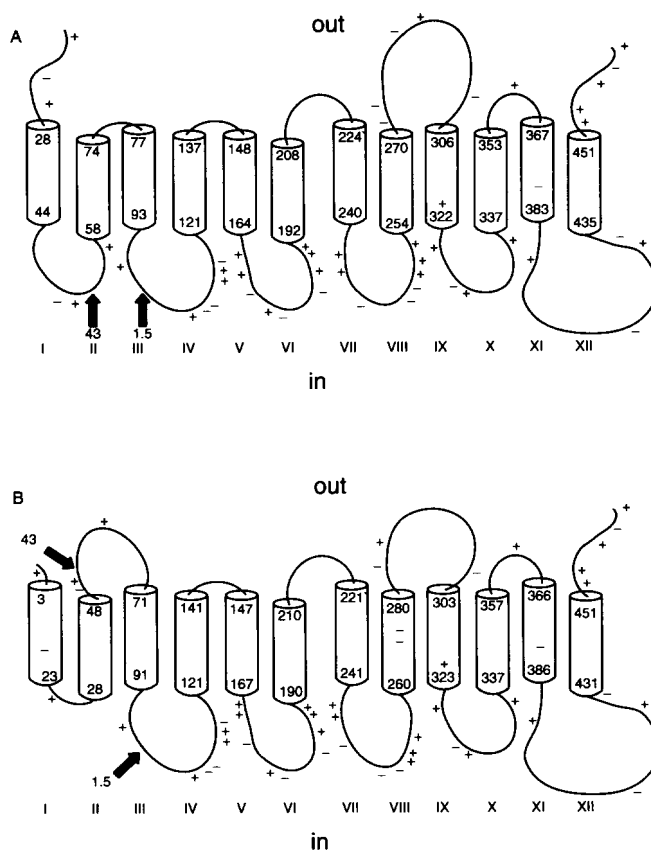 out
A
28 74 77 137 148 208 224 270 306 353 367 451
44 58 93 121 164 192 240 254 322 337 383 435
43 1.5
I II III IV V VI VII VIII IX X XI XII
in
out
B
43
3 48 71 141 147 210 221 280 303 357 366 451
23 28 91 121 167 190 241 260 323 337 386 431
1.5
I II III IV V VI VII VIII IX X XI XII
in